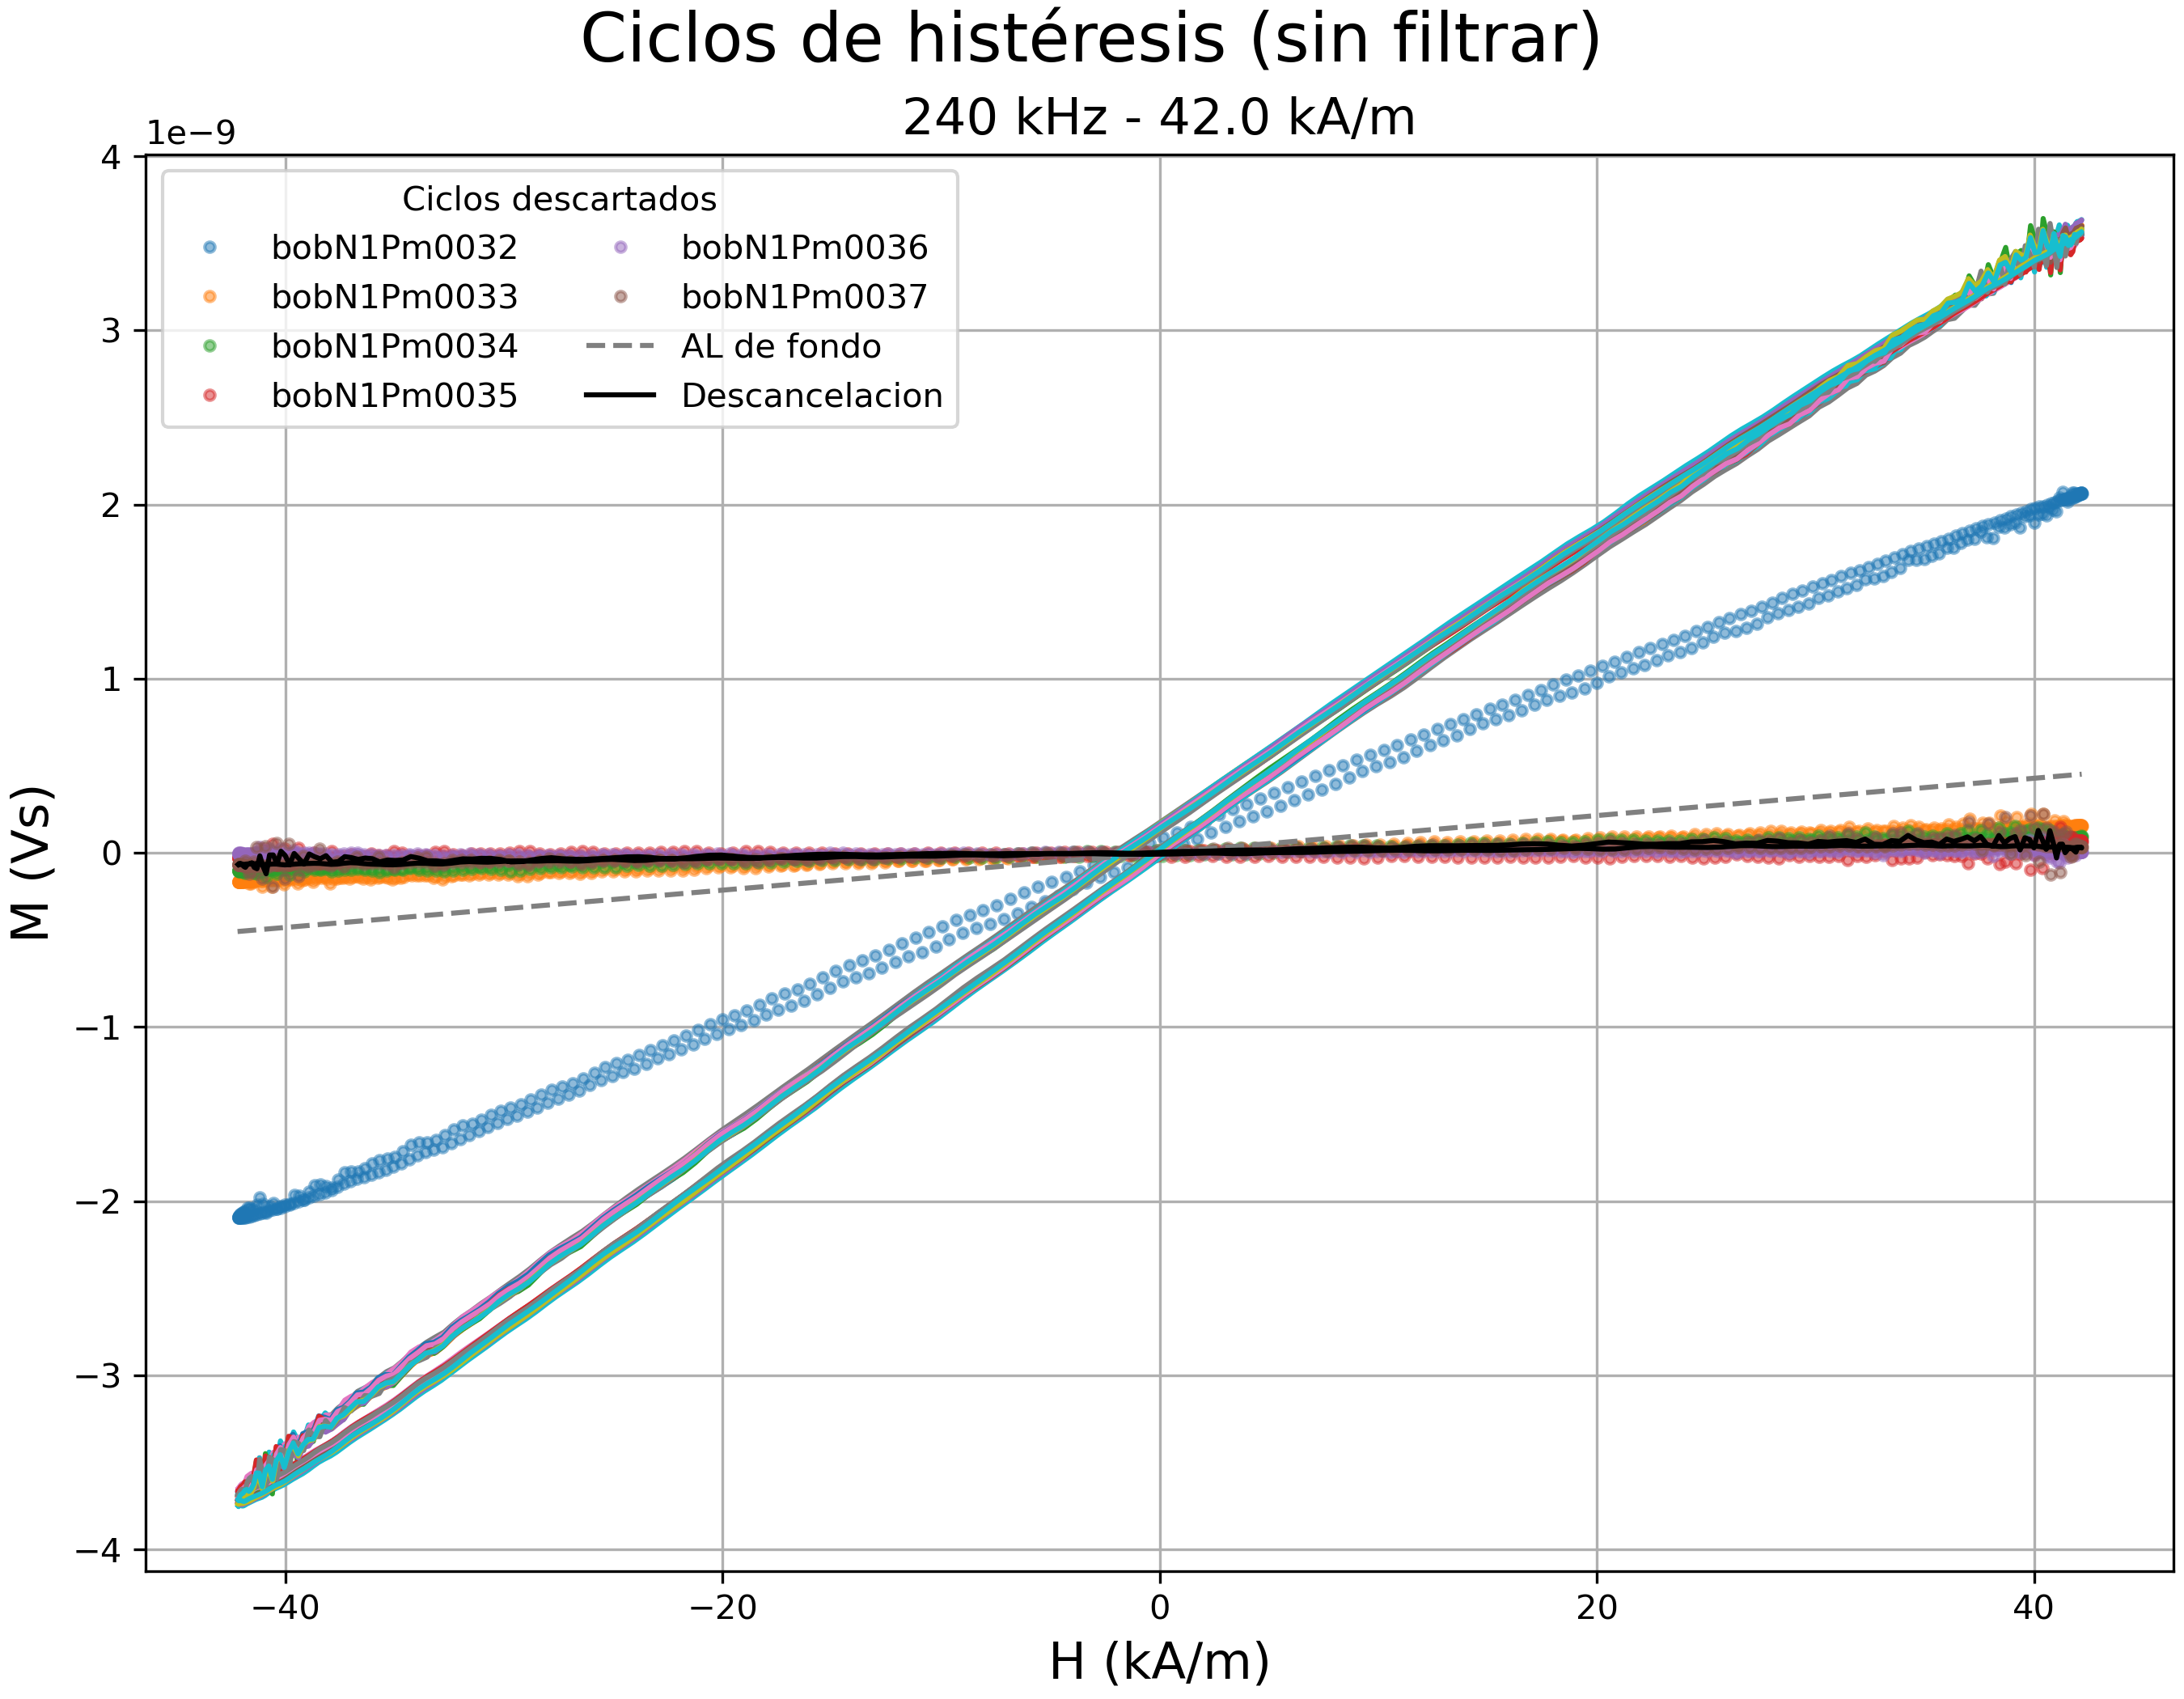 Ciclos de histéresis (sin filtrar)
240 kHz - 42.0 kA/m
1e−9
Ciclos descartados
bobN1Pm0032
bobN1Pm0033
bobN1Pm0034
bobN1Pm0035
bobN1Pm0036
bobN1Pm0037
AL de fondo
Descancelacion
4
3
2
1
0
−1
−2
−3
−4
M (Vs)
−40
−20
0
20
40
H (kA/m)